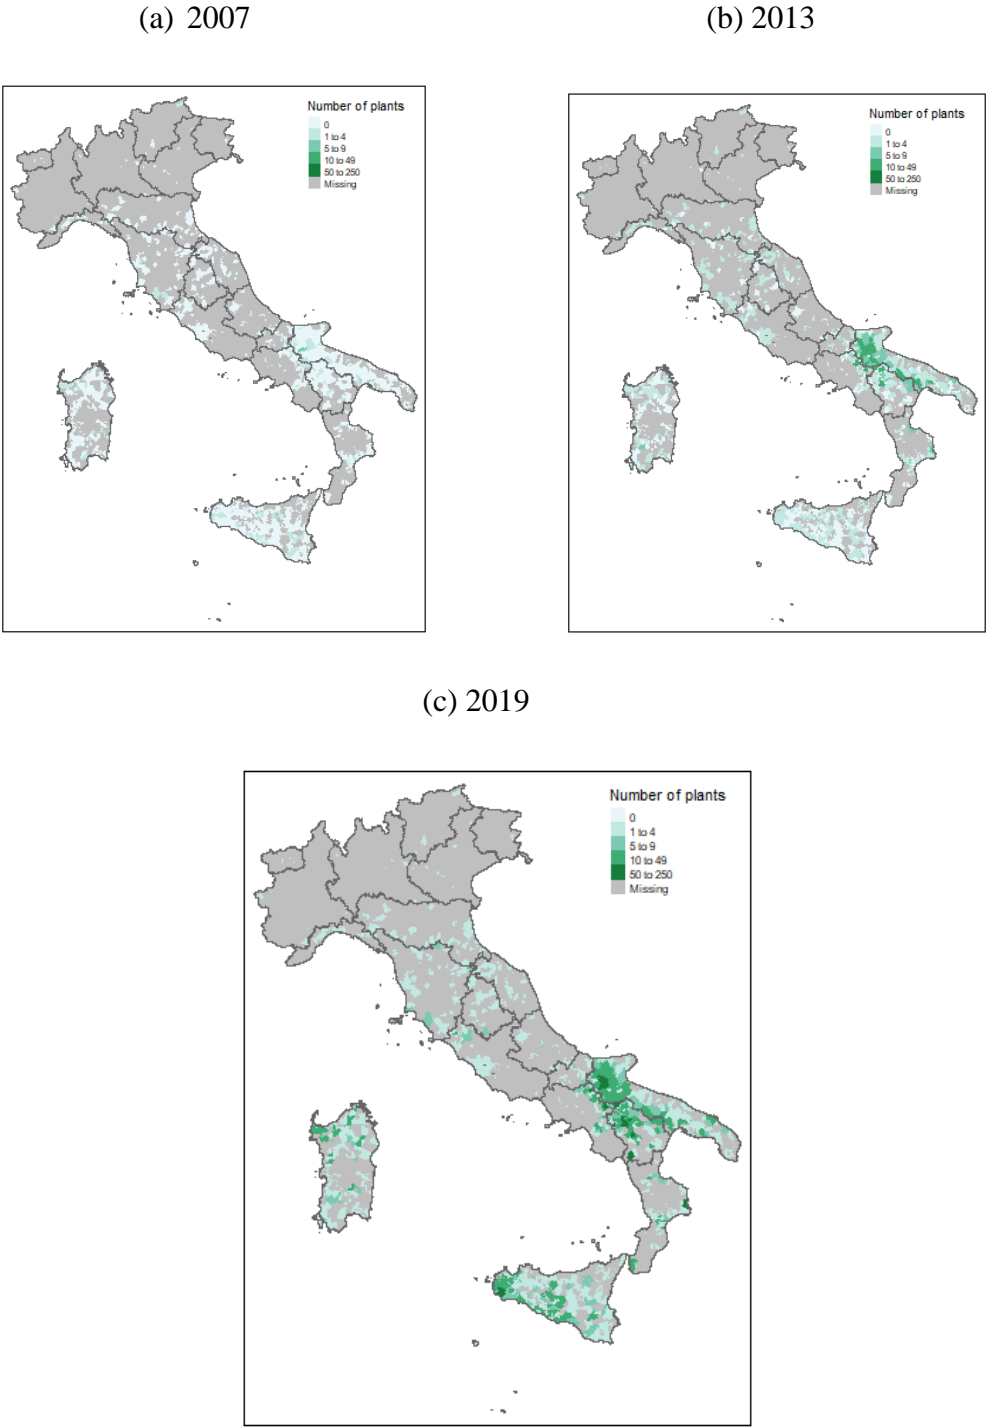 (a) 2007
(b) 2013
Number of plants
0
1 to 4
5 to 9
10 to 49
50 to 250
Missing
Number of plants
0
1 to 4
5 to 9
10 to 49
50 to 250
Missing
(c) 2019
Number of plants
0
1 to 4
5 to 9
10 to 49
50 to 250
Missing